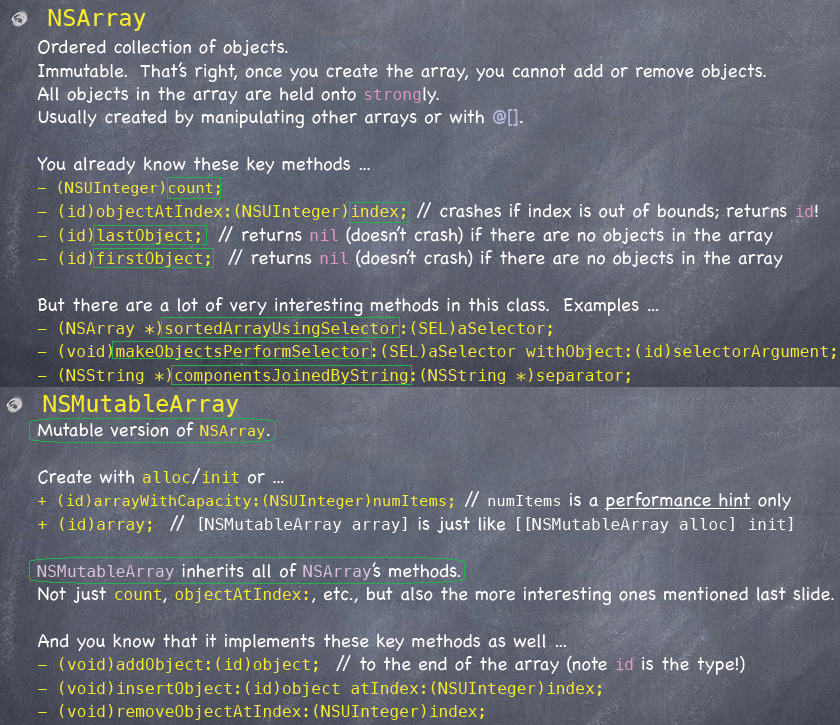 NSArray
Ordered collection of objects.
Immutable. That's right, once you create the array, you cannot add or remove objects.
All objects in the array are held onto strongly.
Usually created by manipulating other arrays or with @[].
You already know these key methods ...
- (NSUInteger)count;
- (id)objectAtIndex:(NSUInteger)index; // crashes if index is out of bounds; returns id!
- (id)lastObject; // returns nil (doesn't crash) if there are no objects in the array
- (id)firstObject; // returns nil (doesn't crash) if there are no objects in the array
But there are a lot of very interesting methods in this class. Examples ...
- (NSArray *)sortedArrayUsingSelector:(SEL)aSelector;
- (void)makeObjectsPerformSelector:(SEL)aSelector withObject:(id)selectorArgument;
- (NSString *)componentsJoinedByString:(NSString *)separator;
NSMutableArray
Mutable version of NSArray.
Create with alloc/init or ...
+ (id)arrayWithCapacity:(NSUInteger)numItems; // numItems is a performance hint only
+ (id)array; // [NSMutableArray array] is just like [[NSMutableArray alloc] init]
NSMutableArray inherits all of NSArray's methods.
Not just count, objectAtIndex:, etc., but also the more interesting ones mentioned last slide.
And you know that it implements these key methods as well ...
- (void)addObject:(id)object; // to the end of the array (note id is the type!)
- (void)insertObject:(id)object atIndex:(NSUInteger)index;
- (void)removeObjectAtIndex:(NSUInteger)index;